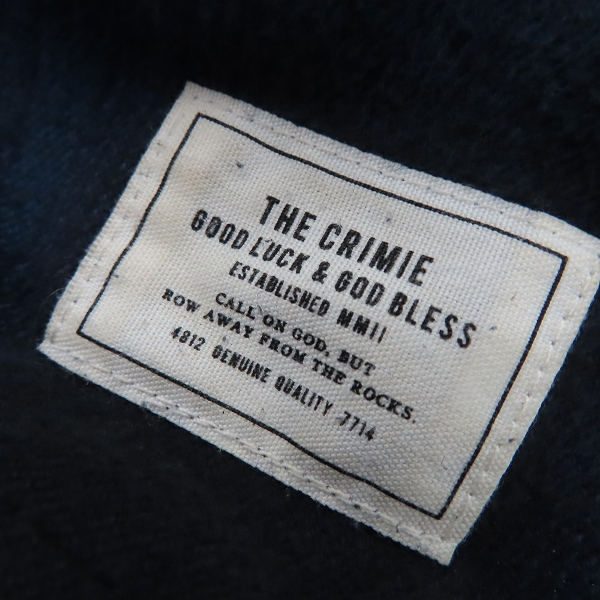 THE CRIMIE
GOOD LUCK & GOD BLESS
ESTABLISHED MMII
CALL ON GOD, BUT
ROW AWAY FROM THE ROCKS.
4812 GENUINE QUALITY 7714